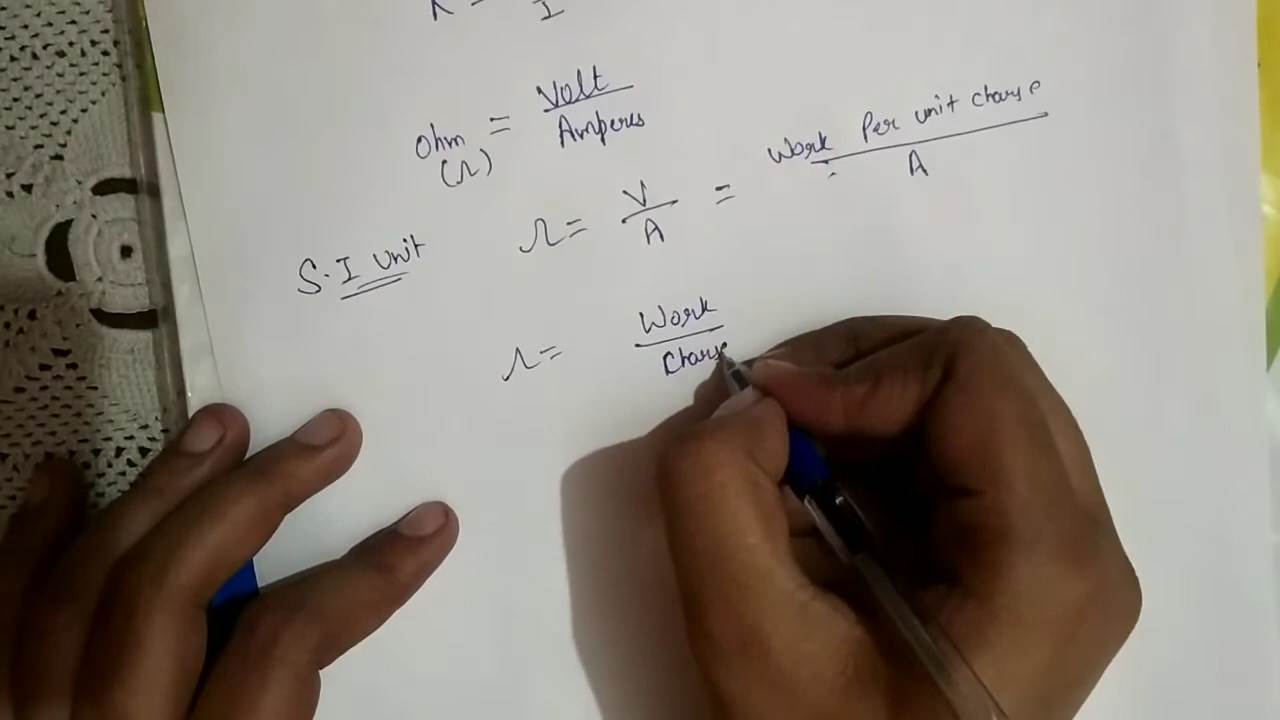 R = I
Ohm = Volt / Amperes
(Ω)
Ω = V / A = Work Per unit charge / A
S.I unit
Ω = Work / Charge